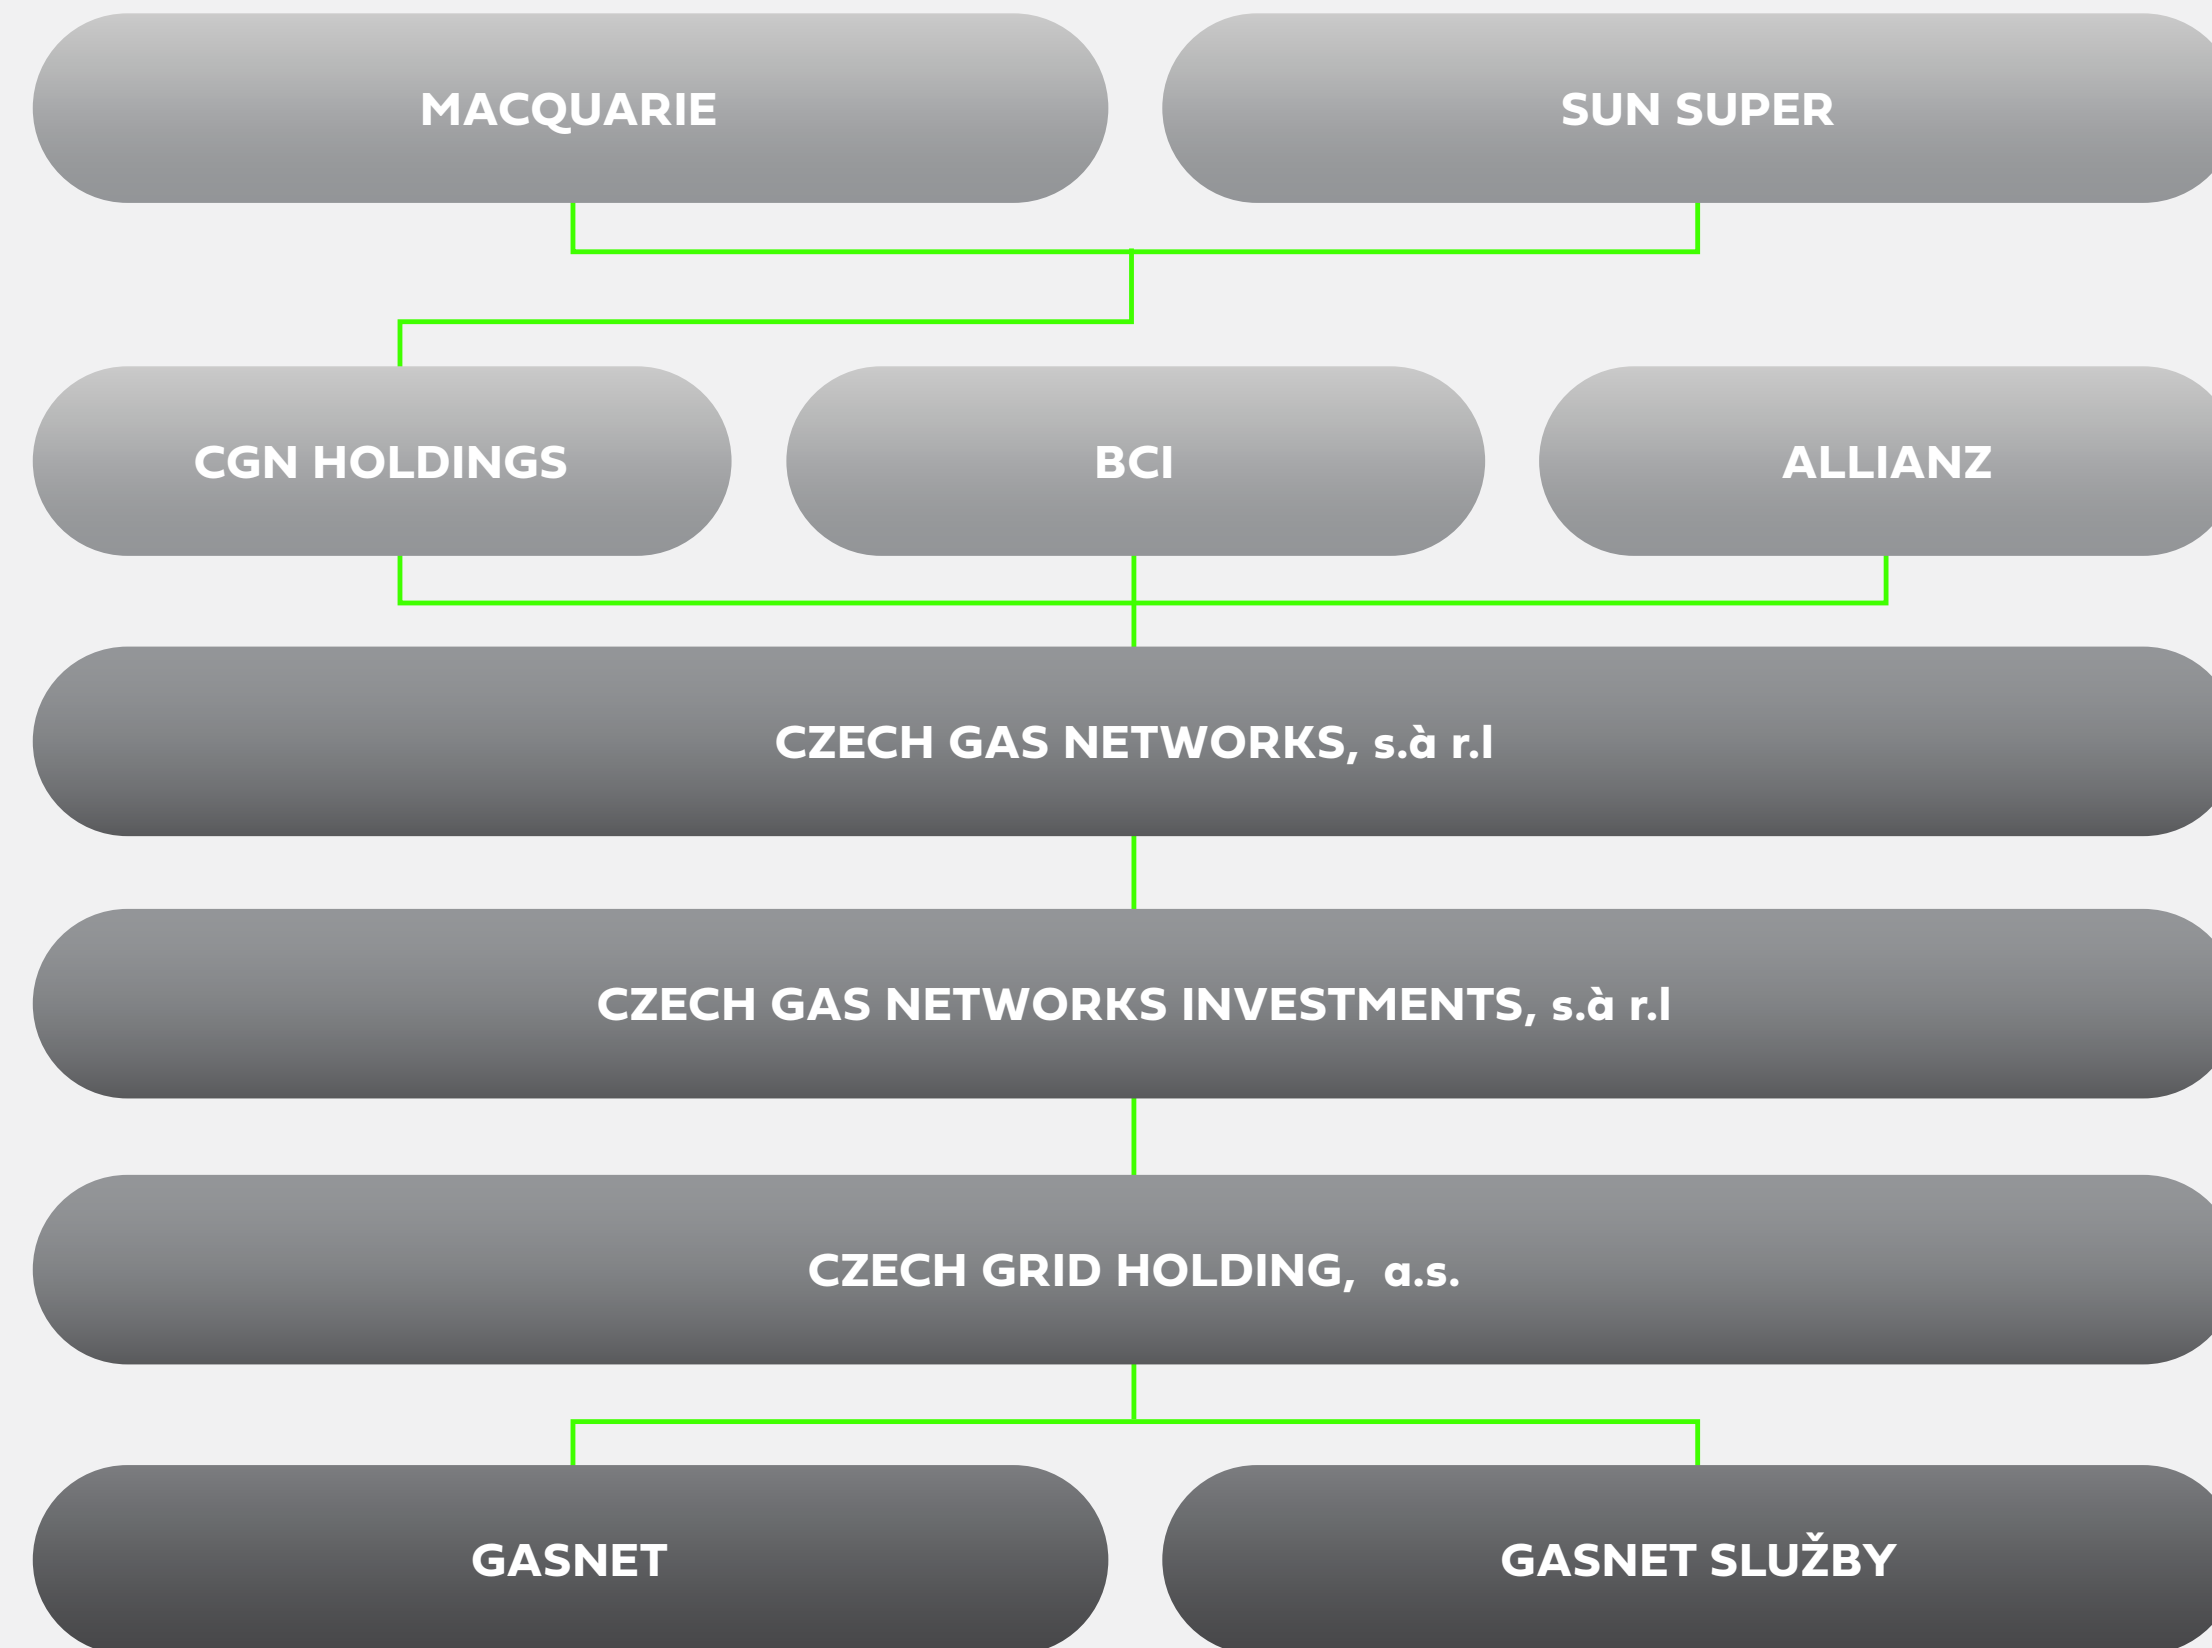 MACQUARIE
SUN SUPER
CGN HOLDINGS
BCI
ALLIANZ
CZECH GAS NETWORKS, s.à r.l
CZECH GAS NETWORKS INVESTMENTS, s.à r.l
CZECH GRID HOLDING,  a.s.
GASNET
GASNET SLUŽBY